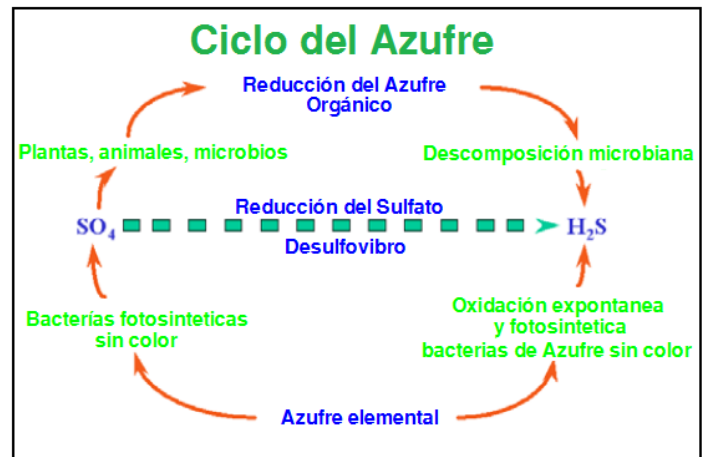 Ciclo del Azufre
Reducción del Azufre
Orgánico
Plantas, animales, microbios
Descomposición microbiana
Reducción del Sulfato
SO₄
H₂S
Desulfovibro
Bacterías fotosinteticas
sin color
Oxidación expontanea
y fotosintetica
bacterias de Azufre sin color
Azufre elemental